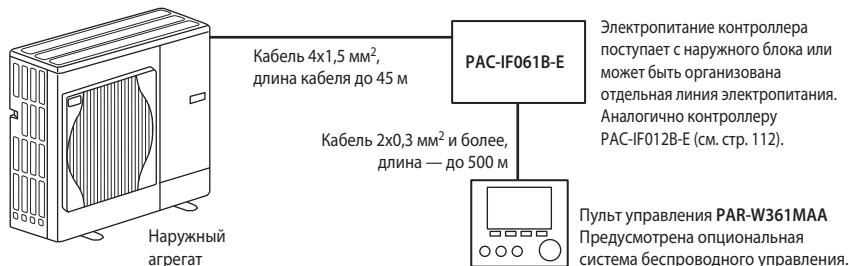 Кабель 4х1,5 мм²,
длина кабеля до 45 м
PAC-IF061B-E
Электропитание контроллера
поступает с наружного блока или
может быть организована
отдельная линия электропитания.
Аналогично контроллеру
PAC-IF012B-E (см. стр. 112).
Кабель 2х0,3 мм² и более,
длина — до 500 м
Наружный
агрегат
Пульт управления PAR-W361MAA
Предусмотрена опциональная
система беспроводного управления.